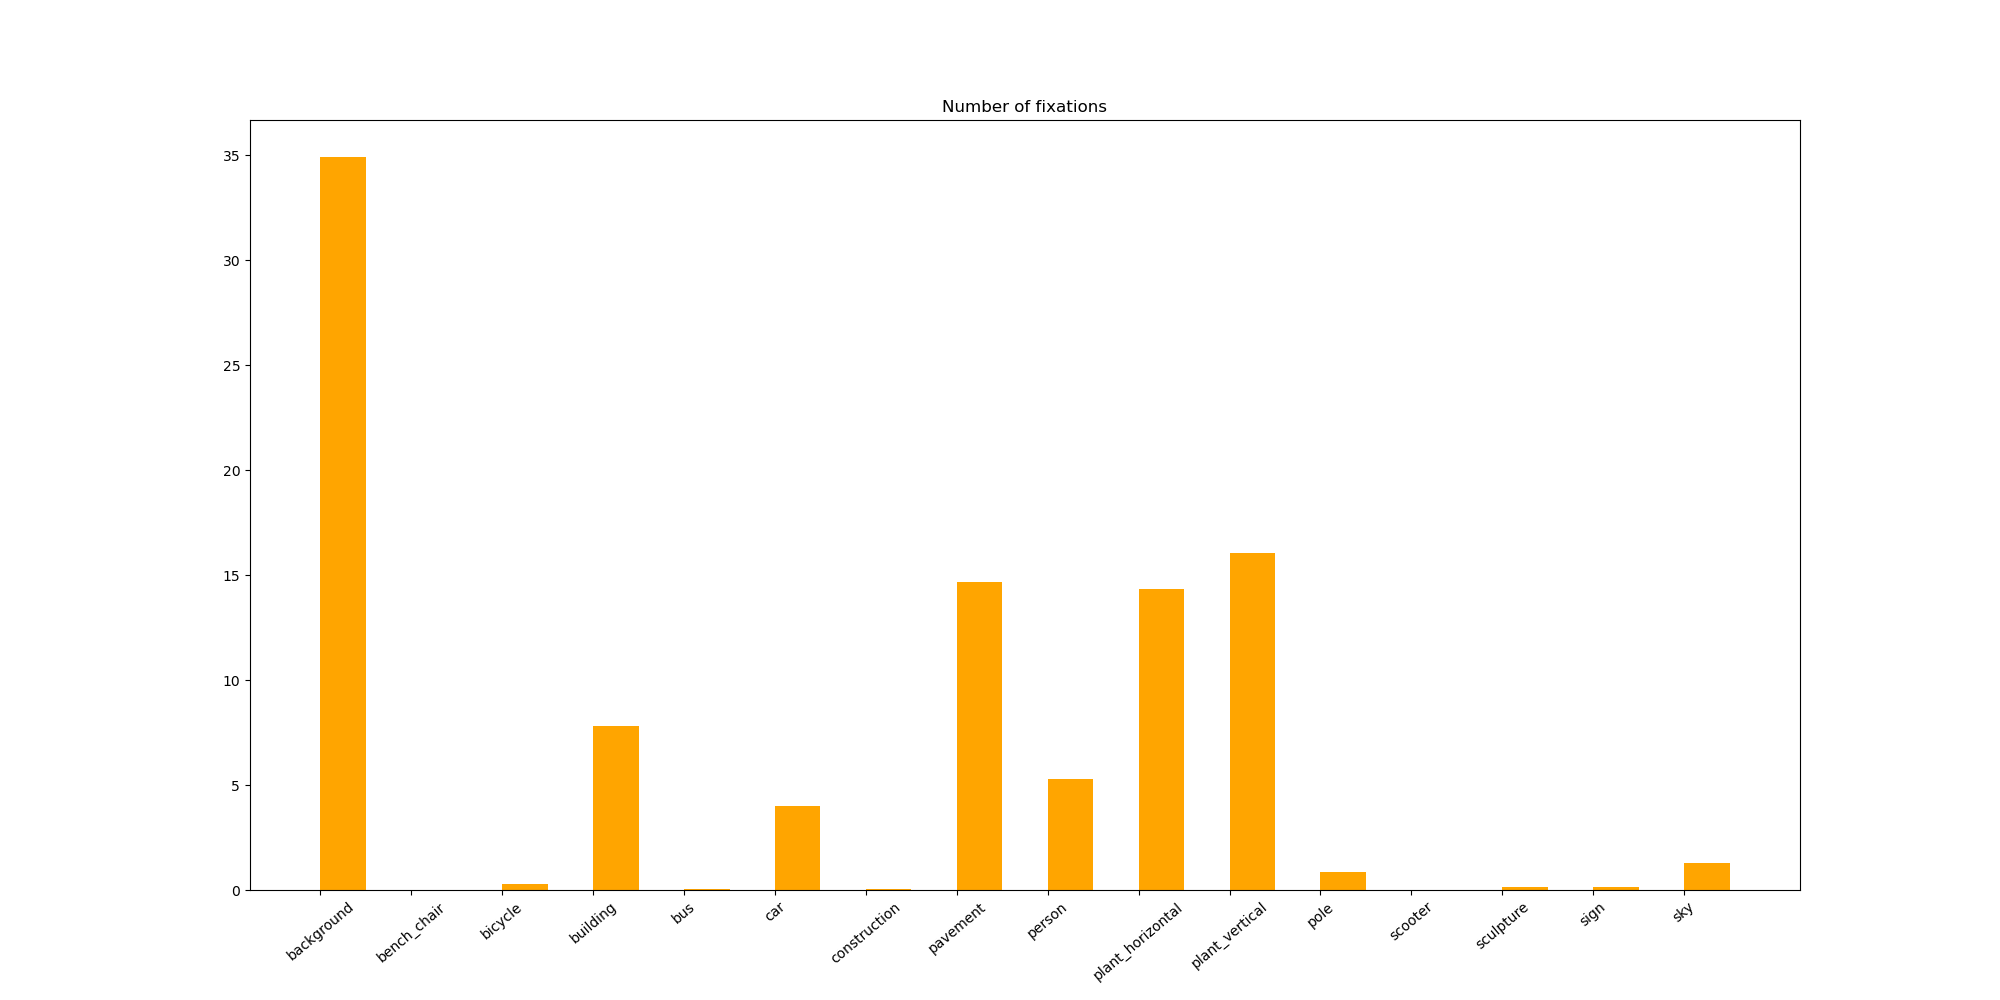 Number of fixations
35
30
25
20
15
10
5
0
background
bench_chair
bicycle
building
bus
car
construction
pavement
person
plant_horizontal
plant_vertical
pole
scooter
sculpture
sign
sky